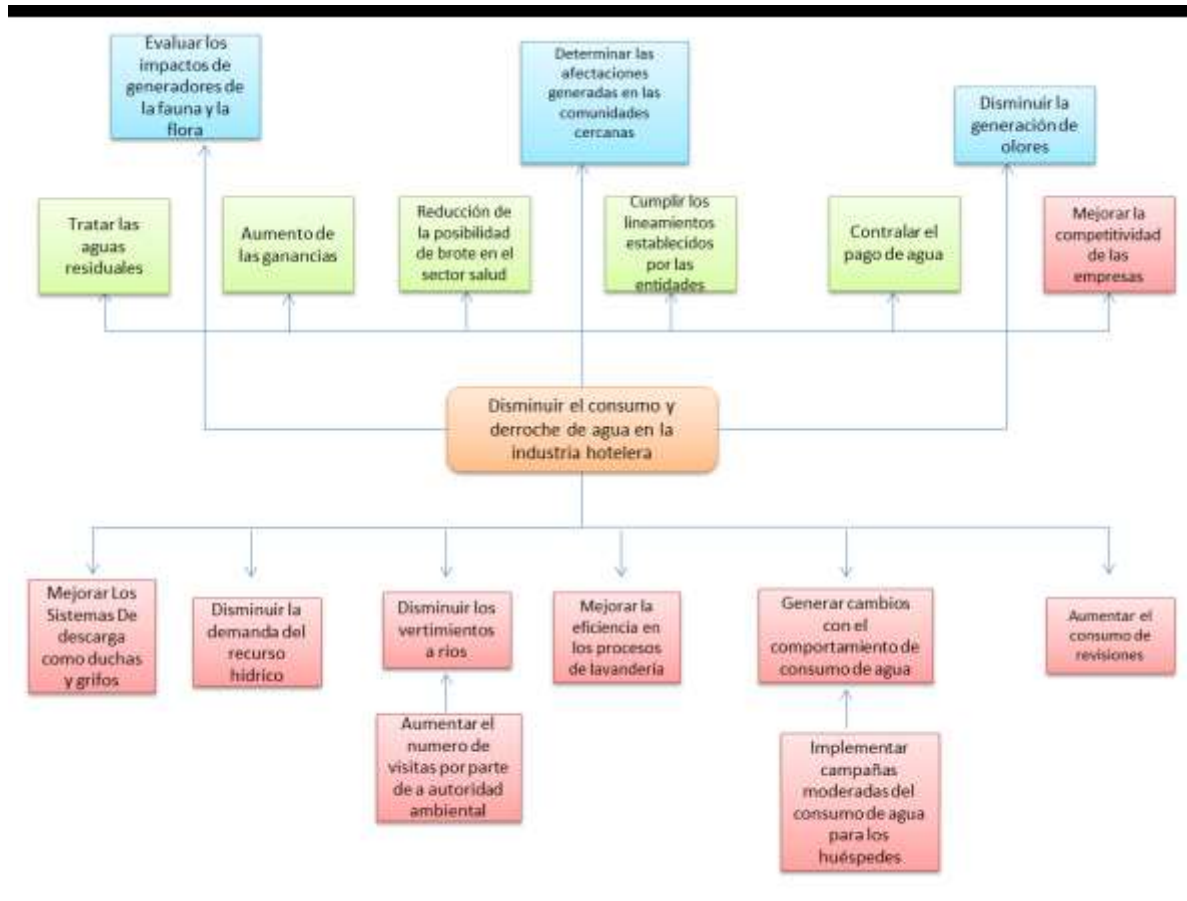 Evaluar los
impactos de
generadores de
la fauna y la
flora
Determinar las
afectaciones
generadas en las
comunidades
cercanas
Disminuir la
generación de
olores
Tratar las
aguas
residuales
Aumento de
las ganancias
Reducción de
la posibilidad
de brote en el
sector salud
Cumplir los
lineamientos
establecidos
por las
entidades
Contralar el
pago de agua
Mejorar la
competitividad
de las
empresas
Disminuir el consumo y
derroche de agua en la
industria hotelera
Mejorar Los
Sistemas De
descarga
como duchas
y grifos
Disminuir la
demanda del
recurso
hídrico
Disminuir los
vertimientos
a ríos
Mejorar la
eficiencia en
los procesos
de lavandería
Generar cambios
con el
comportamiento de
consumo de agua
Aumentar el
consumo de
revisiones
Aumentar el
numero de
visitas por parte
de a autoridad
ambiental
Implementar
campañas
moderadas del
consumo de agua
para los
huéspedes